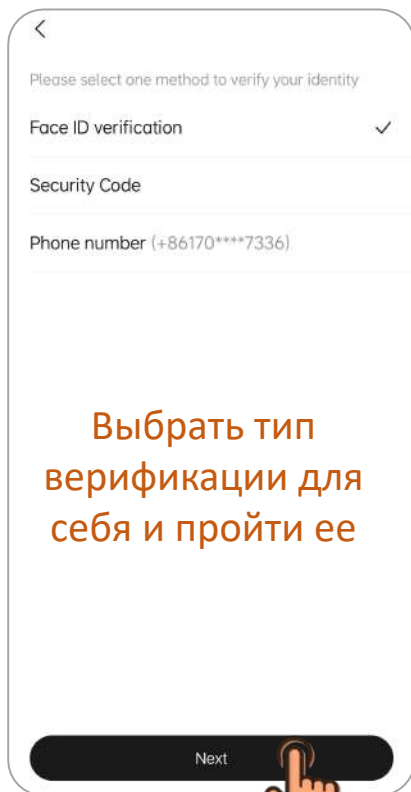 Please select one method to verify your identity
Face ID verification
Security Code
Phone number (+86170****7336)
Выбрать тип
верификации для
себя и пройти ее
Next